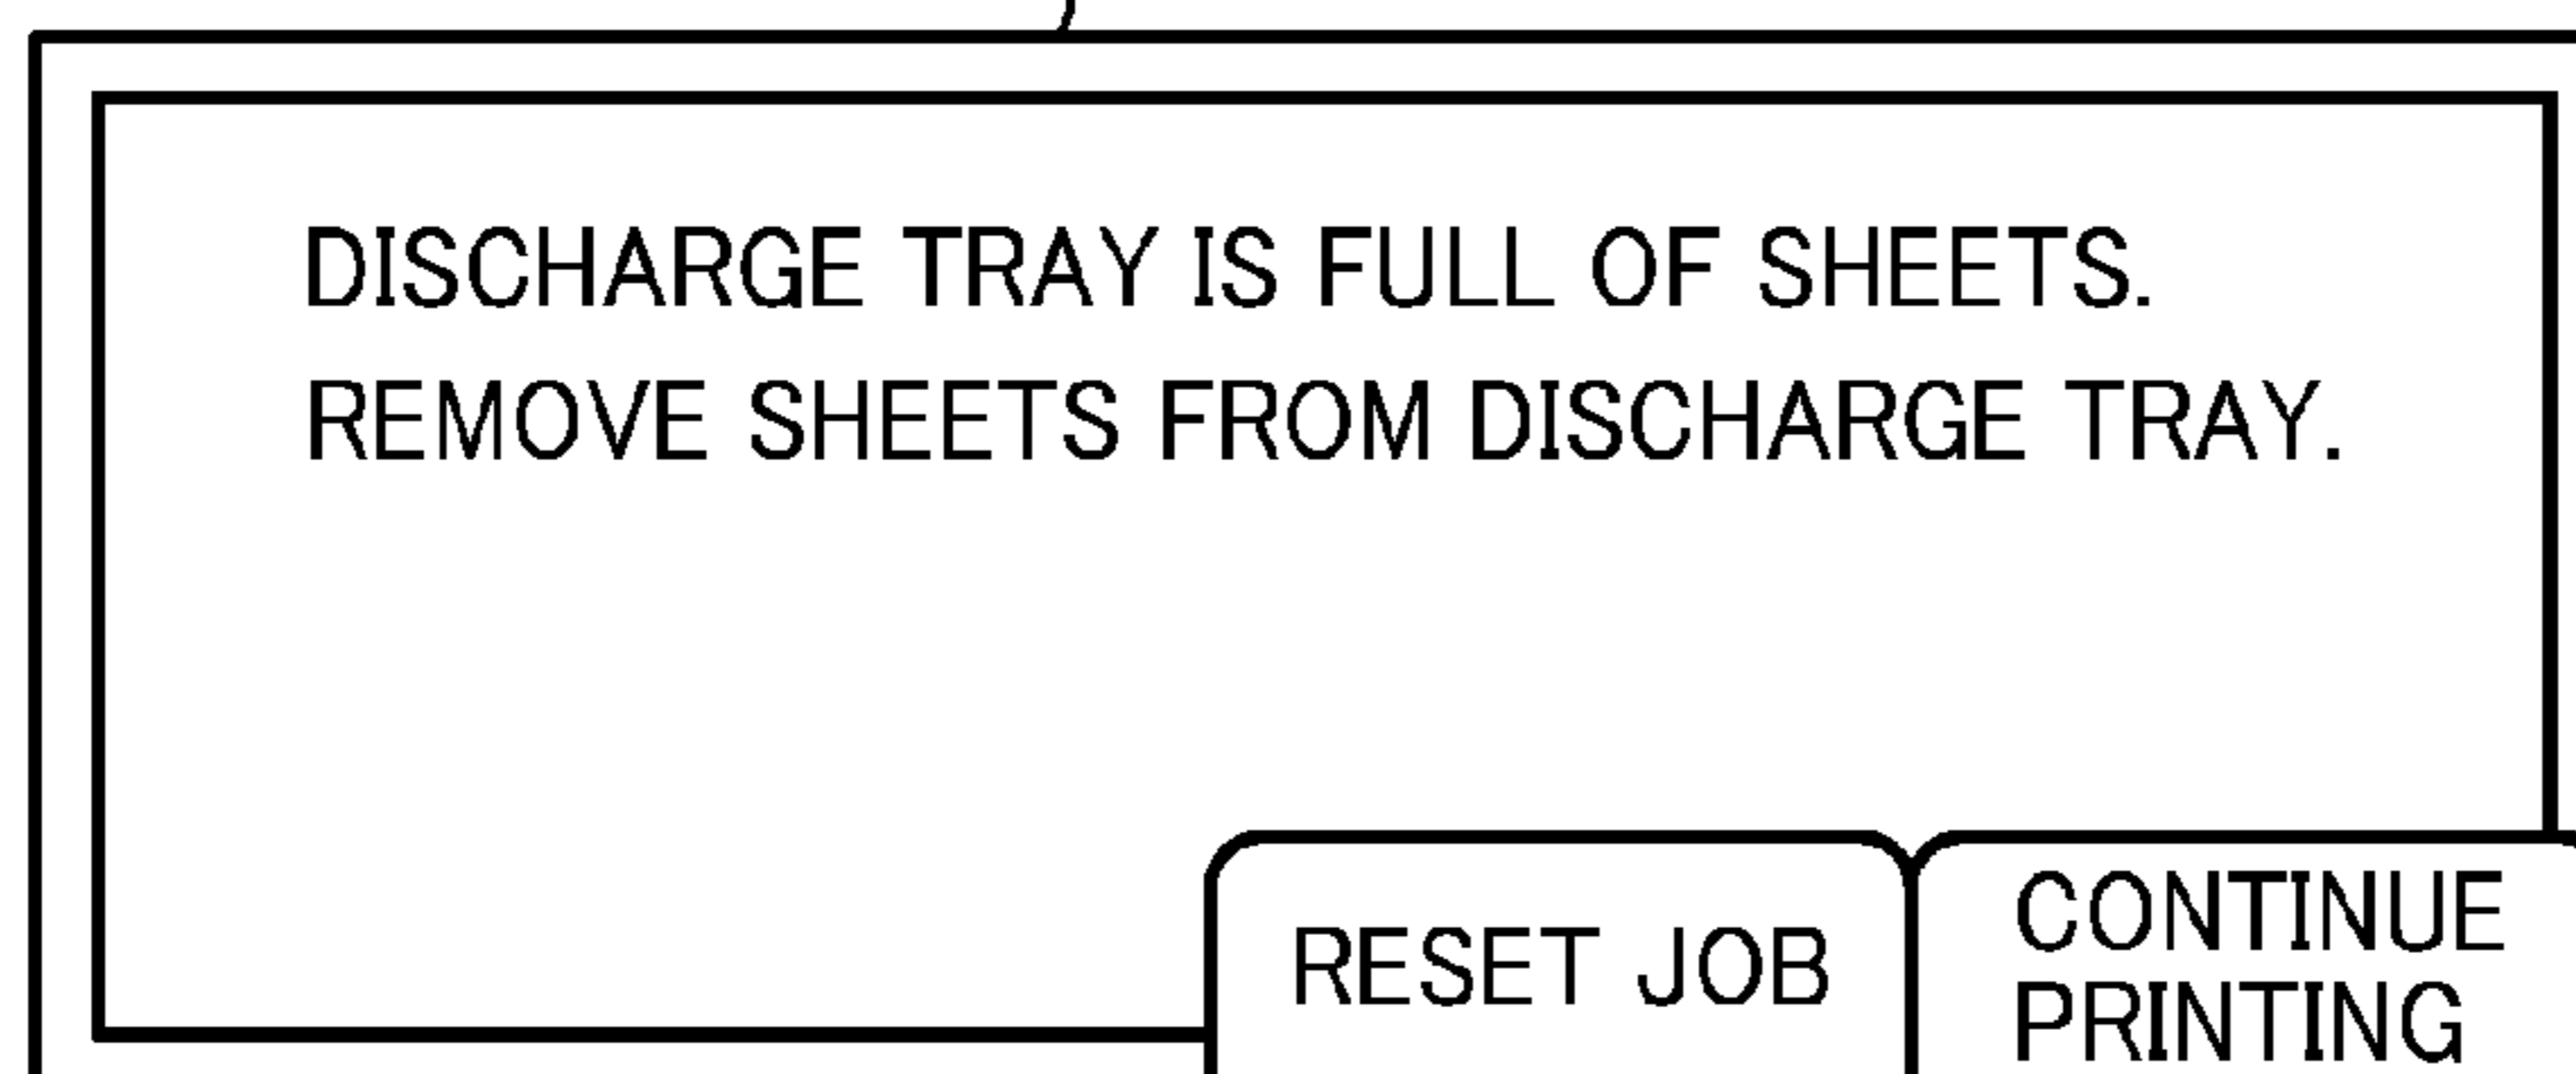 DISCHARGE TRAY IS FULL OF SHEETS.
REMOVE SHEETS FROM DISCHARGE TRAY.
RESET JOB
CONTINUE
PRINTING